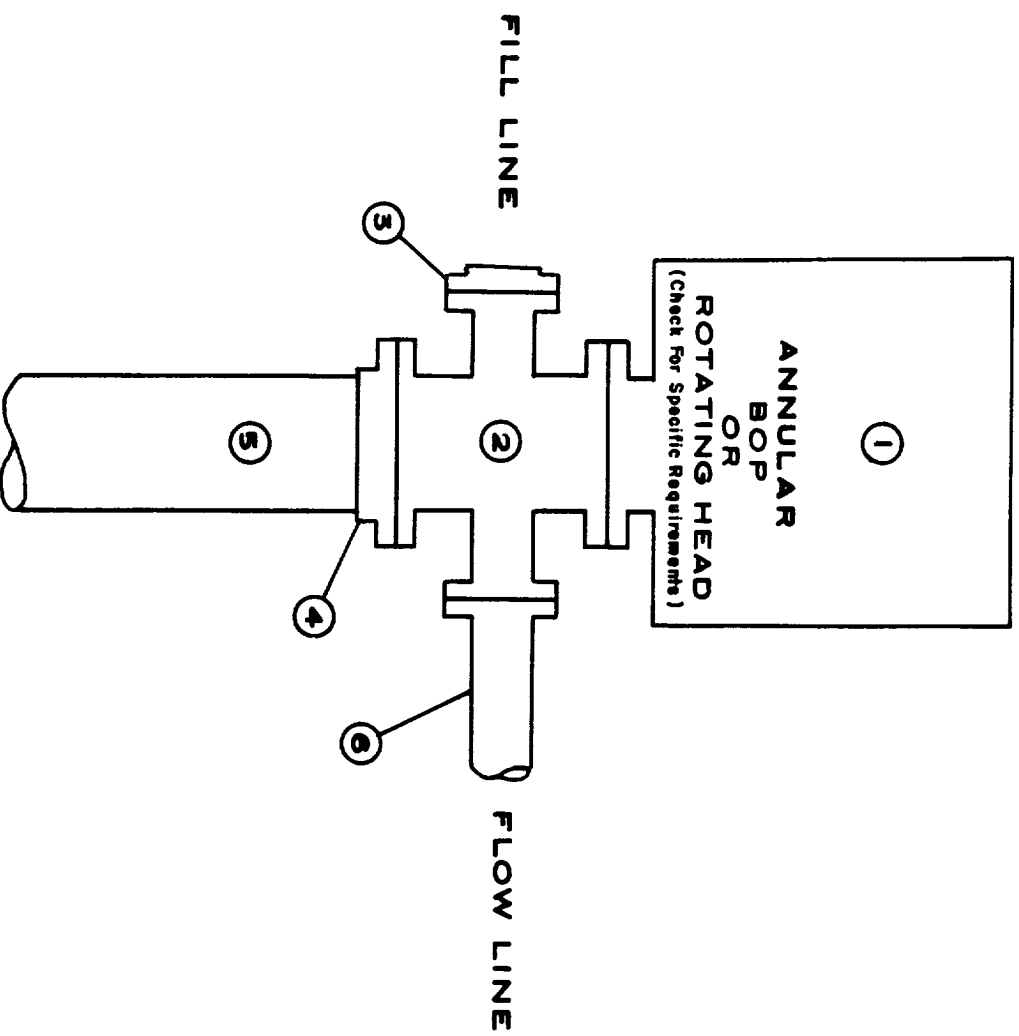 FILL LINE
3
ANNULAR
BOP
OR
ROTATING HEAD
(Check For Specific Requirements)
1
2
5
4
6
FLOW LINE